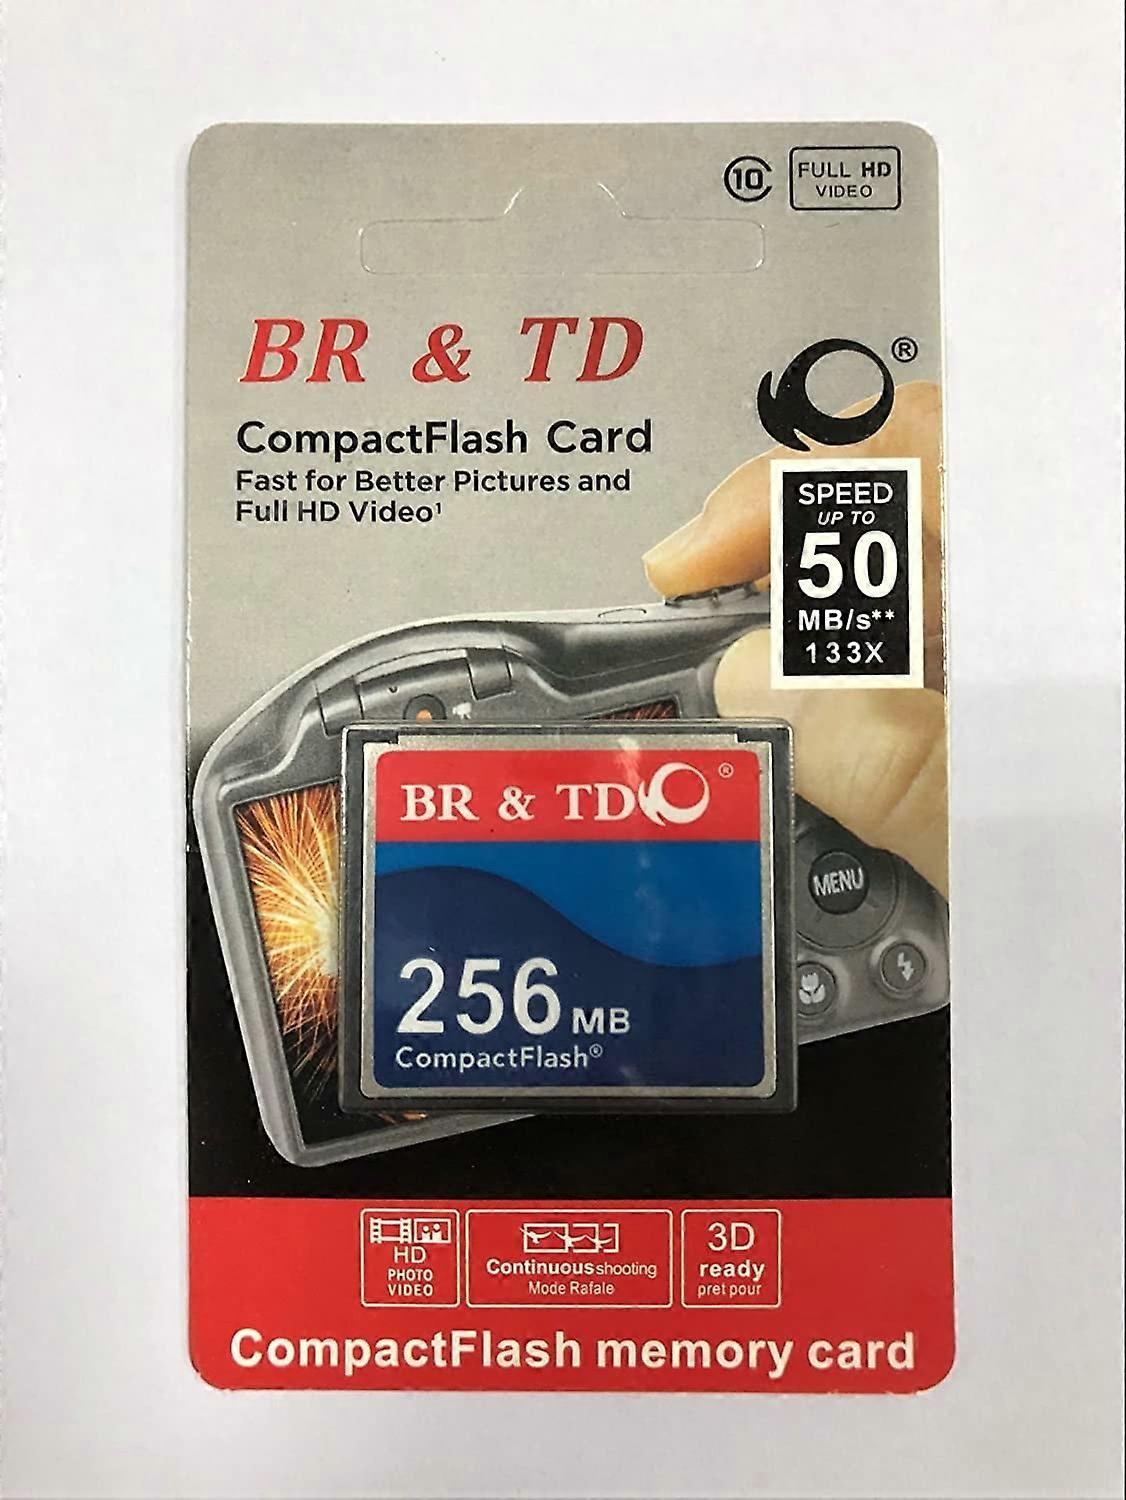 10
FULL HD
VIDEO
BR & TD
®
CompactFlash Card
Fast for Better Pictures and
Full HD Video¹
SPEED
UP TO
50
MB/s**
133X
BR & TD ®
MENU
256 MB
CompactFlash®
HD
PHOTO
VIDEO
Continuous shooting
Mode Rafale
3D
ready
pret pour
CompactFlash memory card